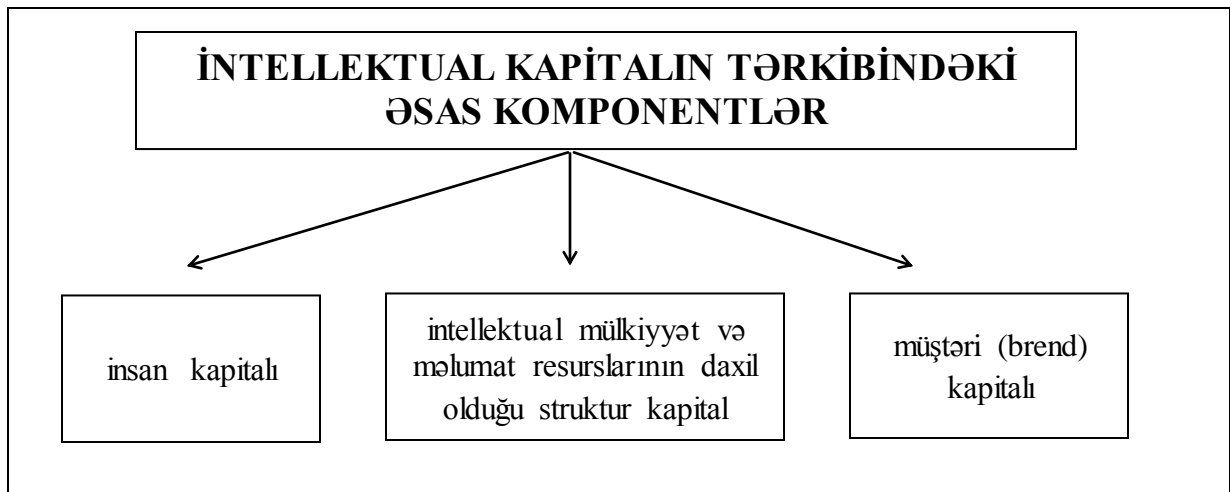 İNTELLEKTUAL KAPİTALIN TƏRKİBİNDƏKİ
ƏSAS KOMPONENTLƏR
insan kapitalı
intellektual mülkiyyət və
məlumat resurslarının daxil
olduğu struktur kapital
müştəri (brend)
kapitalı